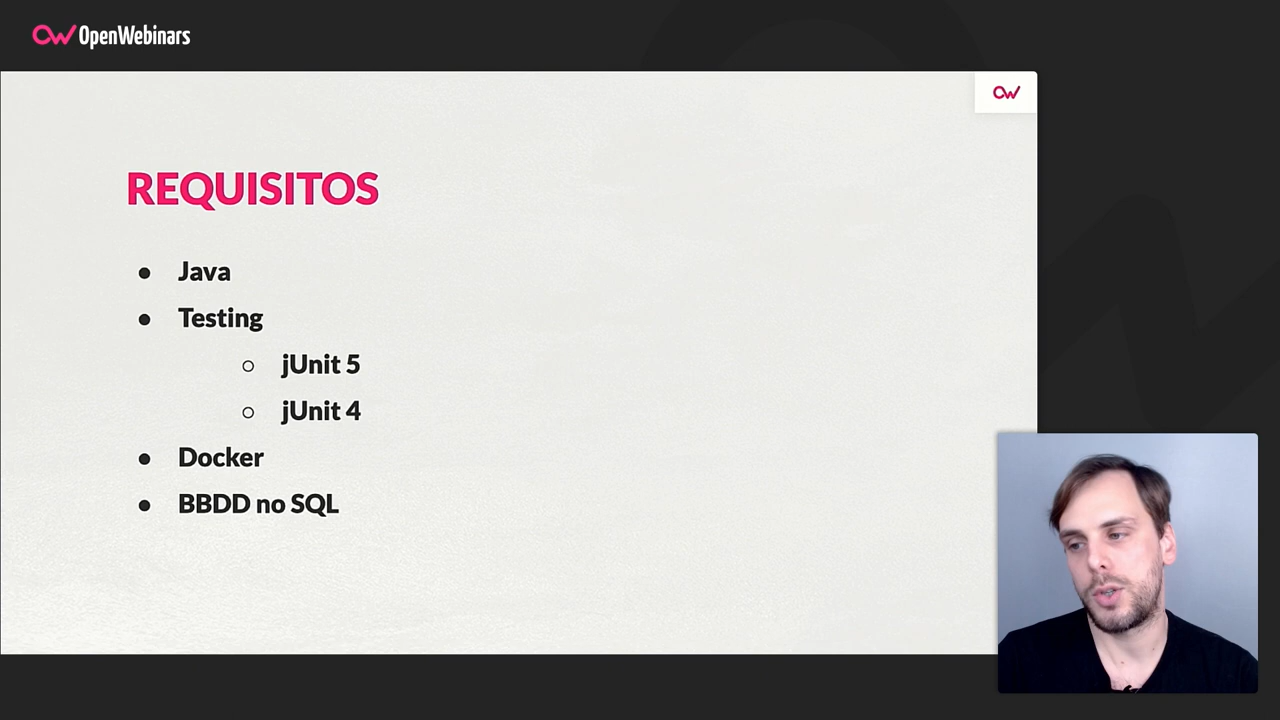 OpenWebinars
REQUISITOS
● Java
● Testing
○ jUnit 5
○ jUnit 4
● Docker
● BBDD no SQL